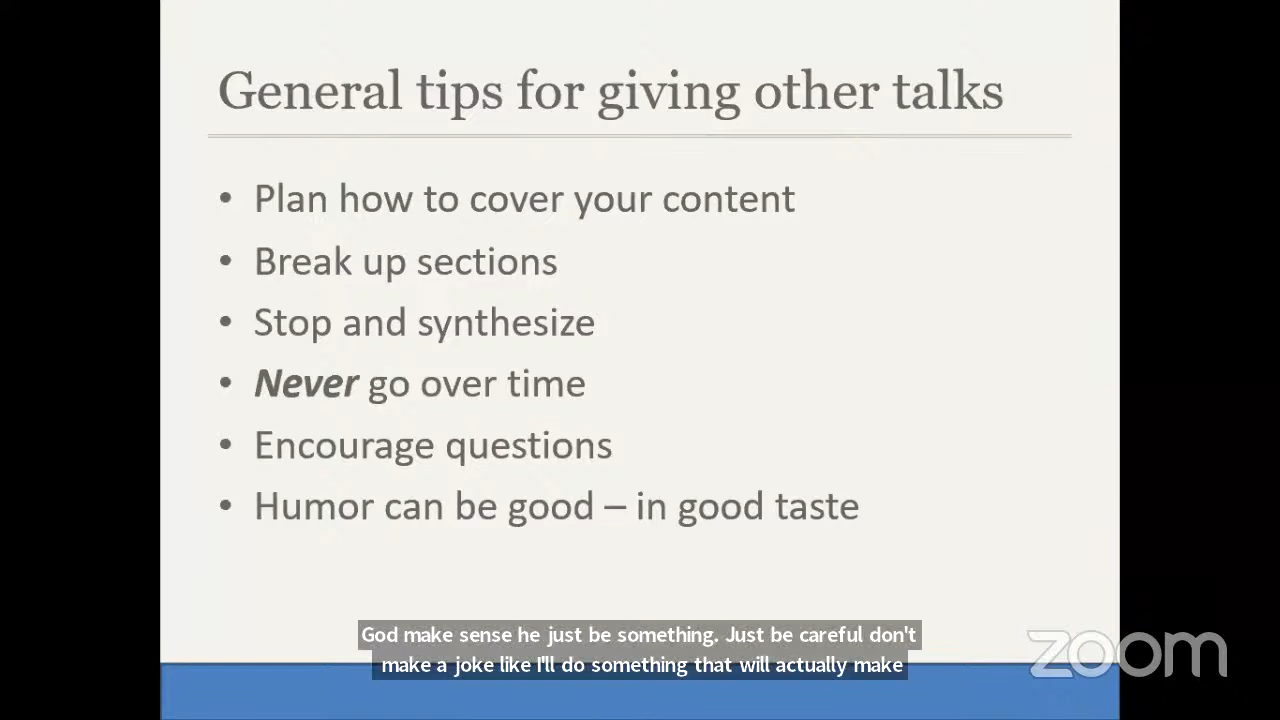 General tips for giving other talks
• Plan how to cover your content
• Break up sections
• Stop and synthesize
• Never go over time
• Encourage questions
• Humor can be good – in good taste
God make sense he just be something. Just be careful don't
make a joke like I'll do something that will actually make
zoom